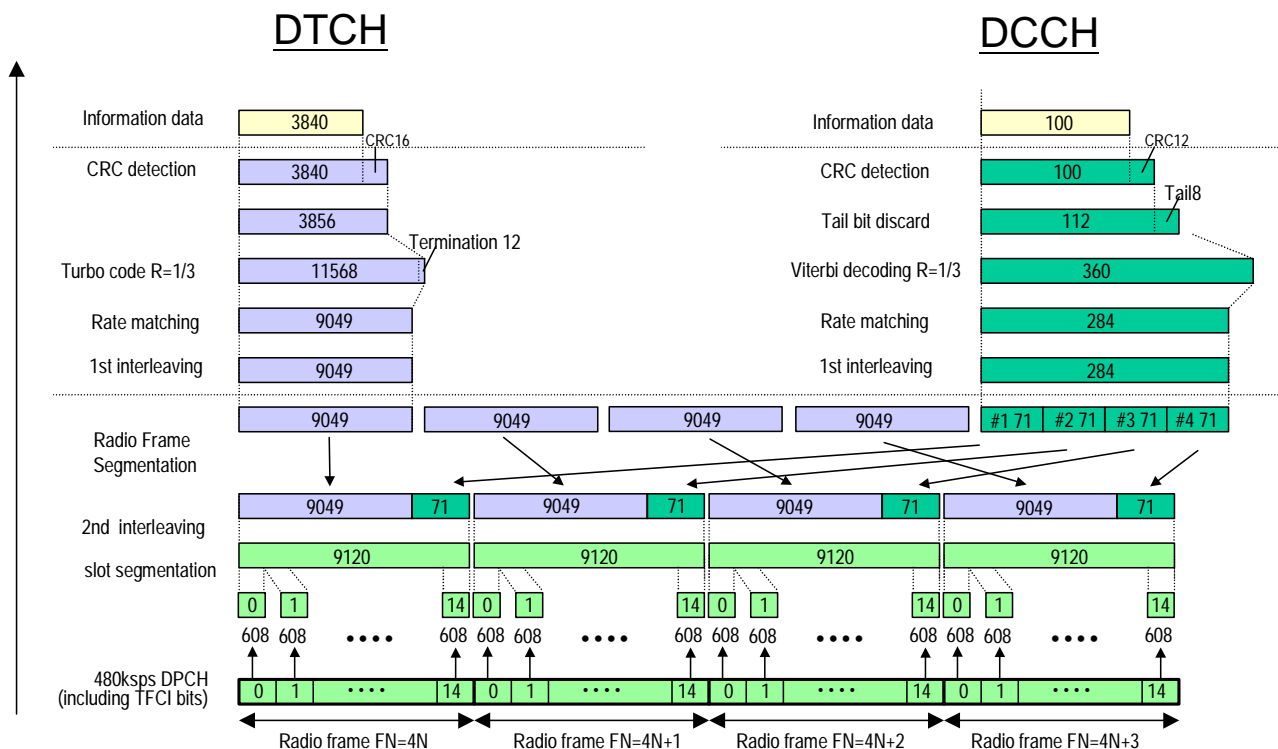 DTCH DCCH
Information data 3840 Information data 100
CRC16 CRC12
CRC detection 3840 CRC detection 100
Tail8
3856 Tail bit discard 112
Termination 12
Turbo code R=1/3 11568 Viterbi decoding R=1/3 360
Rate matching 9049 Rate matching 284
1st interleaving 9049 1st interleaving 284
9049 9049 9049 9049 #1 71 #2 71 #3 71 #4 71
Radio Frame
Segmentation
9049 71 9049 71 9049 71 9049 71
2nd interleaving
9120 9120 9120 9120
slot segmentation
0 1 14 0 1 14 0 1 14 0 1 14
608 608 •••• 608 608 608 •••• 608 608 608 •••• 608 608 608 •••• 608
480ksps DPCH
(including TFCI bits)
0 1 •••• 14 0 1 •••• 14 0 1 •••• 14 0 1 •••• 14
Radio frame FN=4N Radio frame FN=4N+1 Radio frame FN=4N+2 Radio frame FN=4N+3